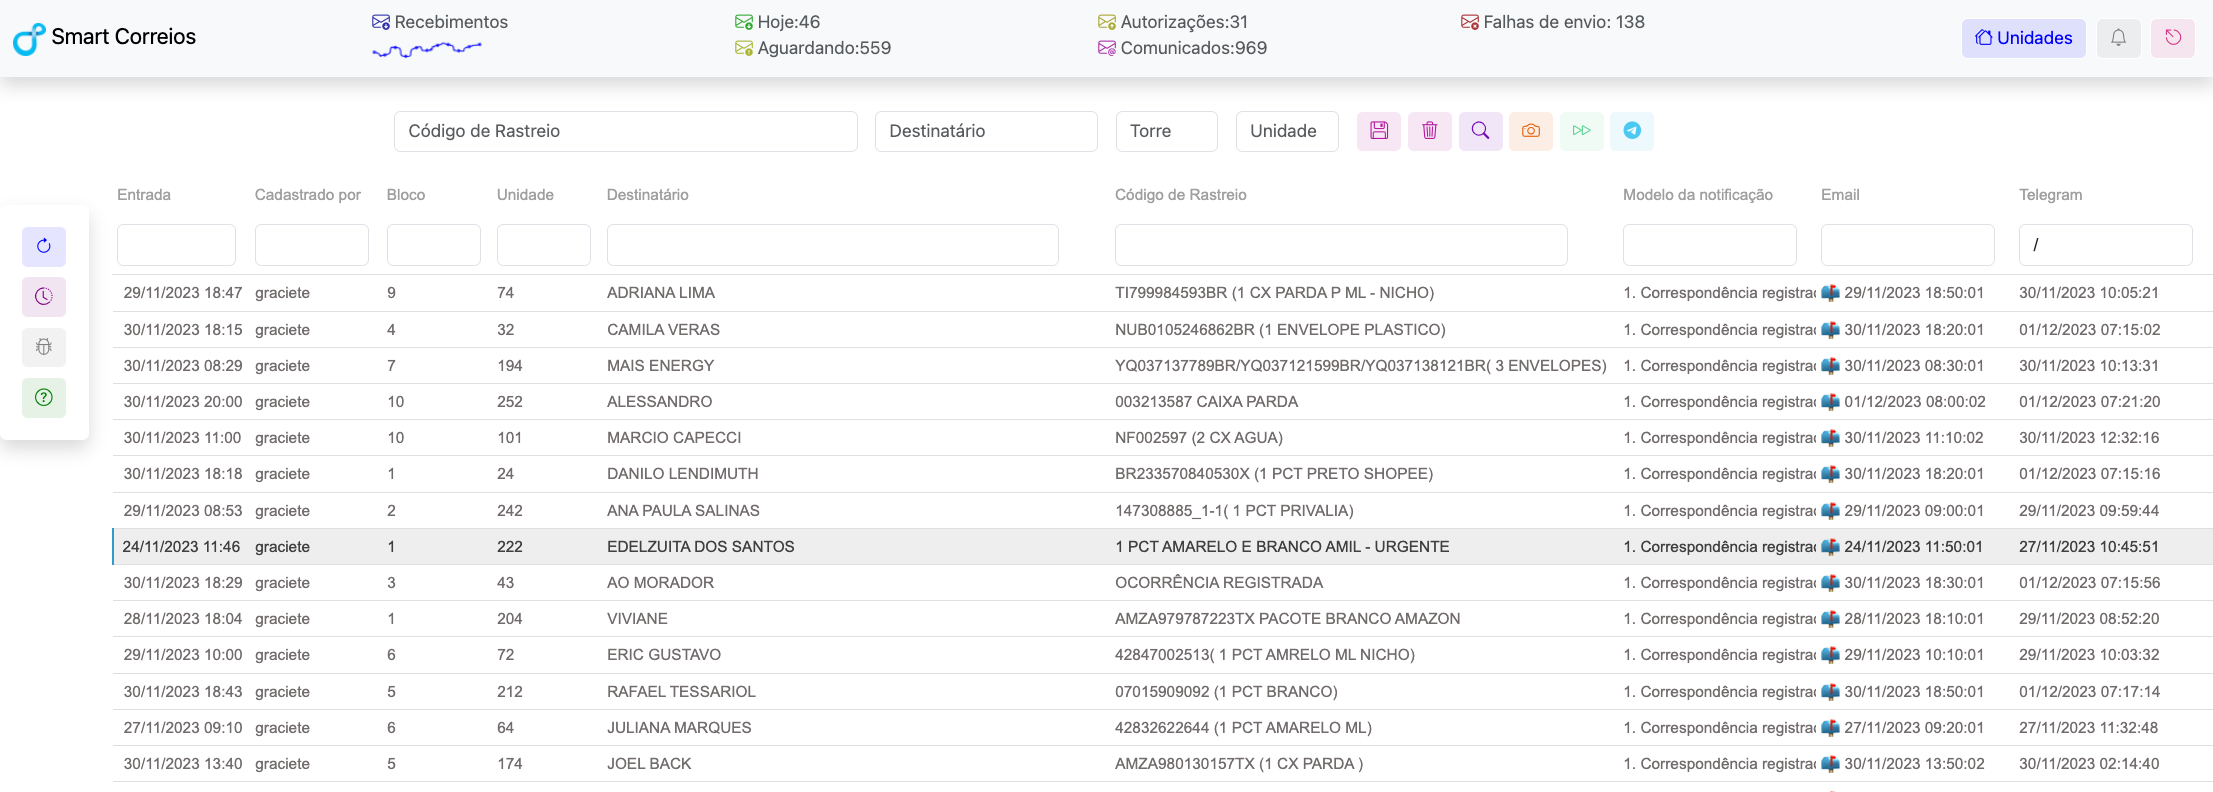 Smart Correios
Recebimentos
Hoje:46
Aguardando:559
Autorizações:31
Comunicados:969
Falhas de envio: 138
Unidades
Código de Rastreio Destinatário Torre Unidade
Entrada Cadastrado por Bloco Unidade Destinatário Código de Rastreio Modelo da notificação Email Telegram
/
29/11/2023 18:47 graciete 9 74 ADRIANA LIMA TI799984593BR (1 CX PARDA P ML - NICHO) 1. Correspondência registrac 29/11/2023 18:50:01 30/11/2023 10:05:21
30/11/2023 18:15 graciete 4 32 CAMILA VERAS NUB0105246862BR (1 ENVELOPE PLASTICO) 1. Correspondência registrac 30/11/2023 18:20:01 01/12/2023 07:15:02
30/11/2023 08:29 graciete 7 194 MAIS ENERGY YQ037137789BR/YQ037121599BR/YQ037138121BR( 3 ENVELOPES) 1. Correspondência registrac 30/11/2023 08:30:01 30/11/2023 10:13:31
30/11/2023 20:00 graciete 10 252 ALESSANDRO 003213587 CAIXA PARDA 1. Correspondência registrac 01/12/2023 08:00:02 01/12/2023 07:21:20
30/11/2023 11:00 graciete 10 101 MARCIO CAPECCI NF002597 (2 CX AGUA) 1. Correspondência registrac 30/11/2023 11:10:02 30/11/2023 12:32:16
30/11/2023 18:18 graciete 1 24 DANILO LENDIMUTH BR233570840530X (1 PCT PRETO SHOPEE) 1. Correspondência registrac 30/11/2023 18:20:01 01/12/2023 07:15:16
29/11/2023 08:53 graciete 2 242 ANA PAULA SALINAS 147308885_1-1( 1 PCT PRIVALIA) 1. Correspondência registrac 29/11/2023 09:00:01 29/11/2023 09:59:44
24/11/2023 11:46 graciete 1 222 EDELZUITA DOS SANTOS 1 PCT AMARELO E BRANCO AMIL - URGENTE 1. Correspondência registrac 24/11/2023 11:50:01 27/11/2023 10:45:51
30/11/2023 18:29 graciete 3 43 AO MORADOR OCORRÊNCIA REGISTRADA 1. Correspondência registrac 30/11/2023 18:30:01 01/12/2023 07:15:56
28/11/2023 18:04 graciete 1 204 VIVIANE AMZA979787223TX PACOTE BRANCO AMAZON 1. Correspondência registrac 28/11/2023 18:10:01 29/11/2023 08:52:20
29/11/2023 10:00 graciete 6 72 ERIC GUSTAVO 42847002513( 1 PCT AMRELO ML NICHO) 1. Correspondência registrac 29/11/2023 10:10:01 29/11/2023 10:03:32
30/11/2023 18:43 graciete 5 212 RAFAEL TESSARIOL 07015909092 (1 PCT BRANCO) 1. Correspondência registrac 30/11/2023 18:50:01 01/12/2023 07:17:14
27/11/2023 09:10 graciete 6 64 JULIANA MARQUES 42832622644 (1 PCT AMARELO ML) 1. Correspondência registrac 27/11/2023 09:20:01 27/11/2023 11:32:48
30/11/2023 13:40 graciete 5 174 JOEL BACK AMZA980130157TX (1 CX PARDA ) 1. Correspondência registrac 30/11/2023 13:50:02 30/11/2023 02:14:40